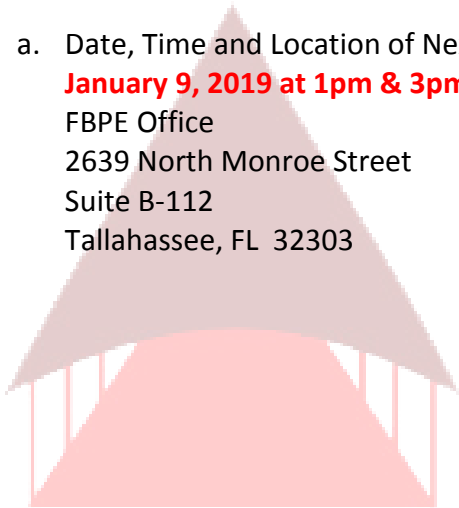 a. Date, Time and Location of Ne
January 9, 2019 at 1pm & 3pm
FBPE Office
2639 North Monroe Street
Suite B-112
Tallahassee, FL 32303